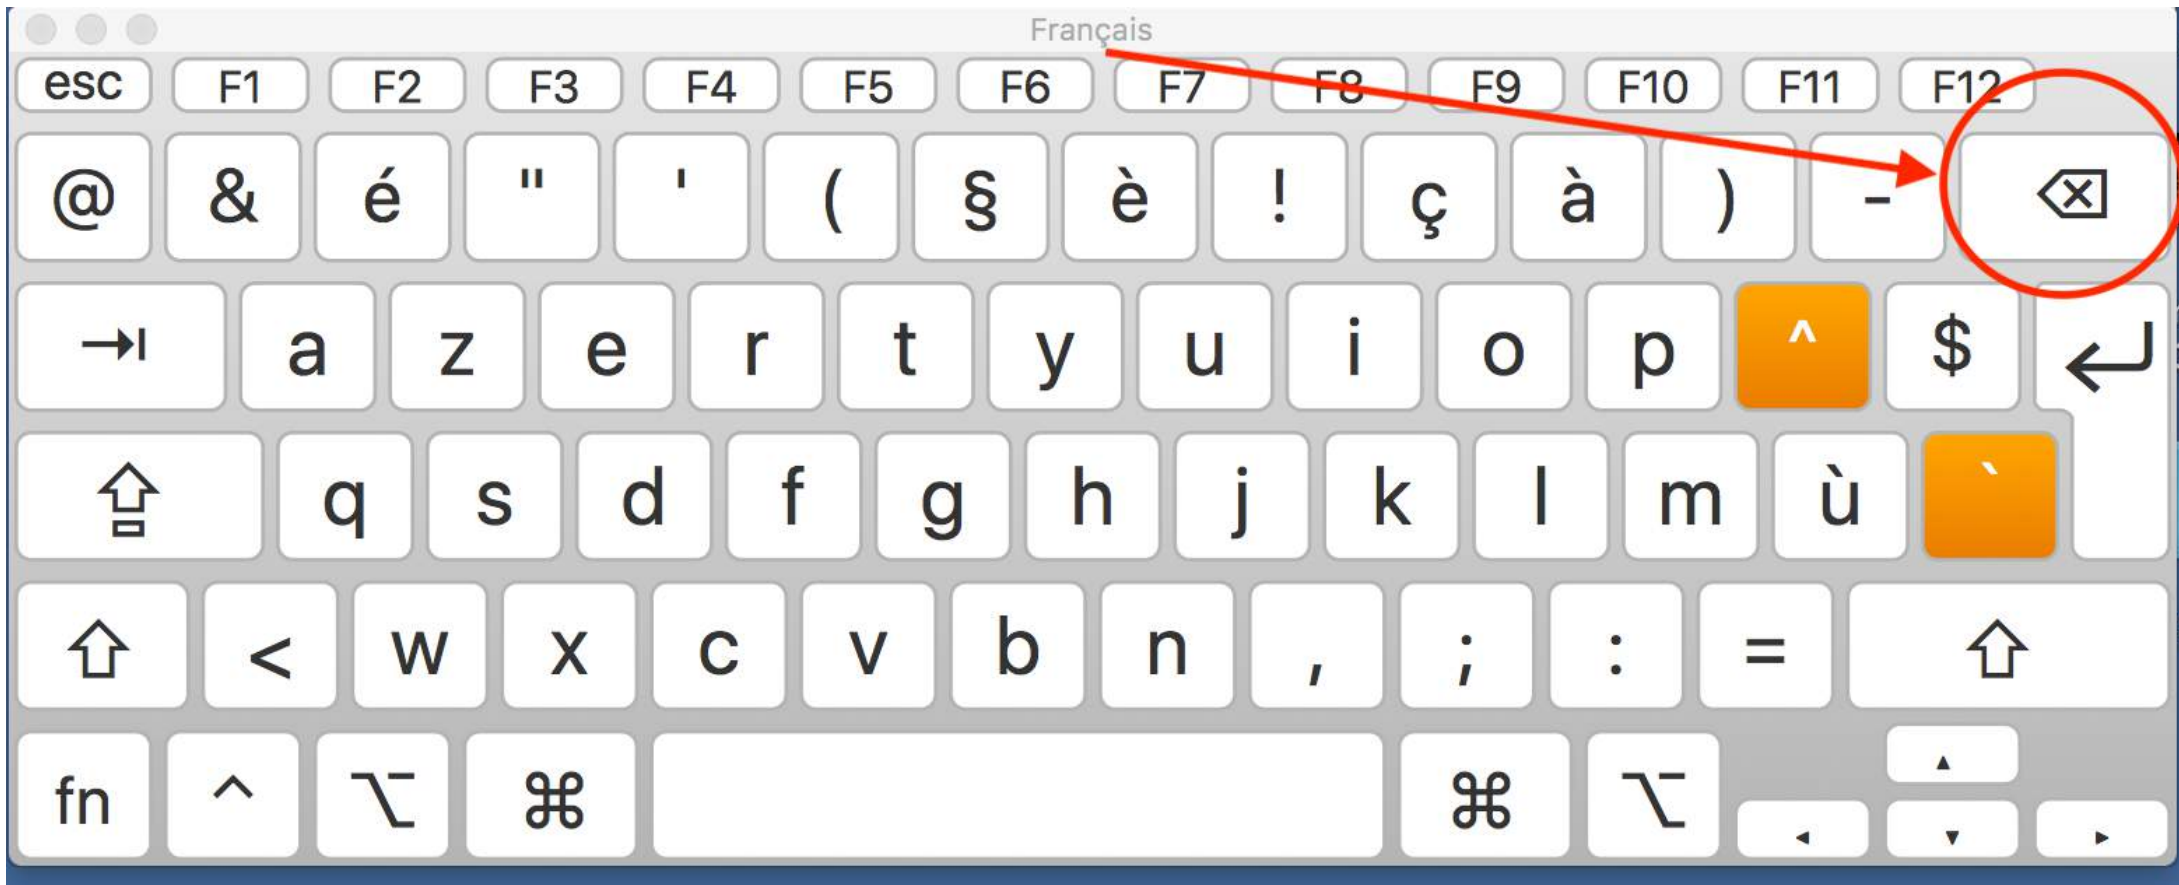 Français
esc F1 F2 F3 F4 F5 F6 F7 F8 F9 F10 F11 F12
@ & é " ' ( § è ! ç à ) - ⌫
⇥ a z e r t y u i o p ^ $ ↩
⇪ q s d f g h j k l m ù `
⇧ < w x c v b n , ; : = ⇧
fn ^ ⌥ ⌘ ⌘ ⌥ ◂ ▴ ▾ ▸